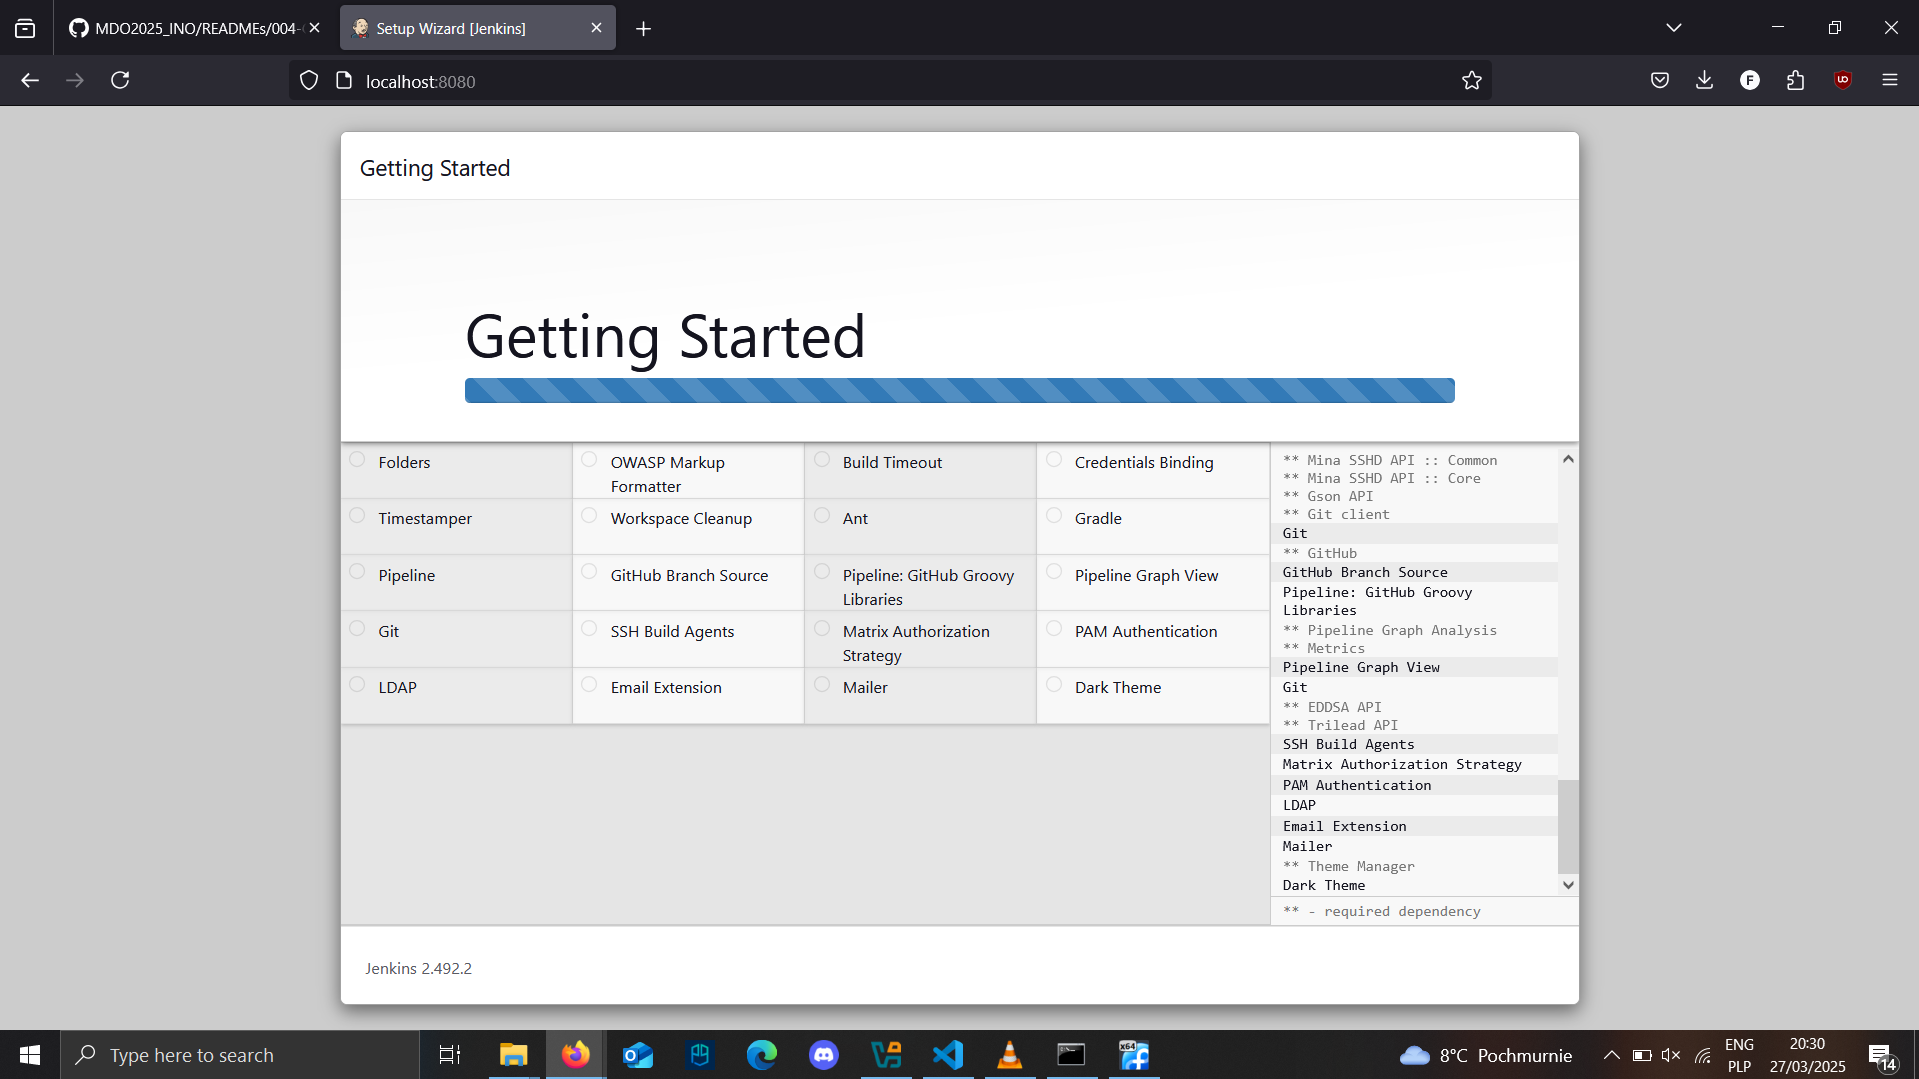 MDO2025_INO/READMEs/004-
Setup Wizard [Jenkins]
localhost:8080
F
Getting Started
Getting Started
Folders
OWASP Markup
Formatter
Build Timeout
Credentials Binding
Timestamper
Workspace Cleanup
Ant
Gradle
Pipeline
GitHub Branch Source
Pipeline: GitHub Groovy
Libraries
Pipeline Graph View
Git
SSH Build Agents
Matrix Authorization
Strategy
PAM Authentication
LDAP
Email Extension
Mailer
Dark Theme
** Mina SSHD API :: Common
** Mina SSHD API :: Core
** Gson API
** Git client
Git
** GitHub
GitHub Branch Source
Pipeline: GitHub Groovy
Libraries
** Pipeline Graph Analysis
** Metrics
Pipeline Graph View
Git
** EDDSA API
** Trilead API
SSH Build Agents
Matrix Authorization Strategy
PAM Authentication
LDAP
Email Extension
Mailer
** Theme Manager
Dark Theme
** - required dependency
Jenkins 2.492.2
Type here to search
x64
8°C Pochmurnie
ENG
PLP
20:30
27/03/2025
14